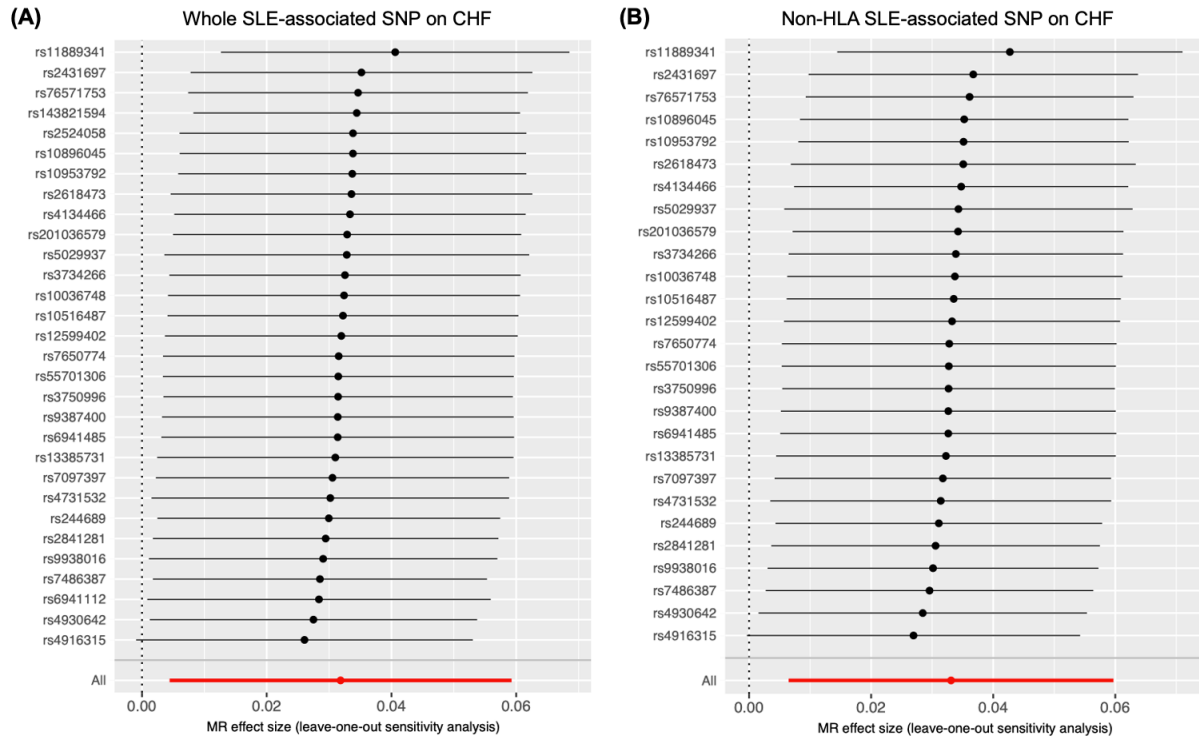 (A)
Whole SLE-associated SNP on CHF
rs11889341
rs2431697
rs76571753
rs143821594
rs2524058
rs10896045
rs10953792
rs2618473
rs4134466
rs201036579
rs5029937
rs3734266
rs10036748
rs10516487
rs12599402
rs7650774
rs55701306
rs3750996
rs9387400
rs6941485
rs13385731
rs7097397
rs4731532
rs244689
rs2841281
rs9938016
rs7486387
rs6941112
rs4930642
rs4916315
All
0.00 0.02 0.04 0.06
MR effect size (leave-one-out sensitivity analysis)
(B)
Non-HLA SLE-associated SNP on CHF
rs11889341
rs2431697
rs76571753
rs10896045
rs10953792
rs2618473
rs4134466
rs5029937
rs201036579
rs3734266
rs10036748
rs10516487
rs12599402
rs7650774
rs55701306
rs3750996
rs9387400
rs6941485
rs13385731
rs7097397
rs4731532
rs244689
rs2841281
rs9938016
rs7486387
rs4930642
rs4916315
All
0.00 0.02 0.04 0.06
MR effect size (leave-one-out sensitivity analysis)